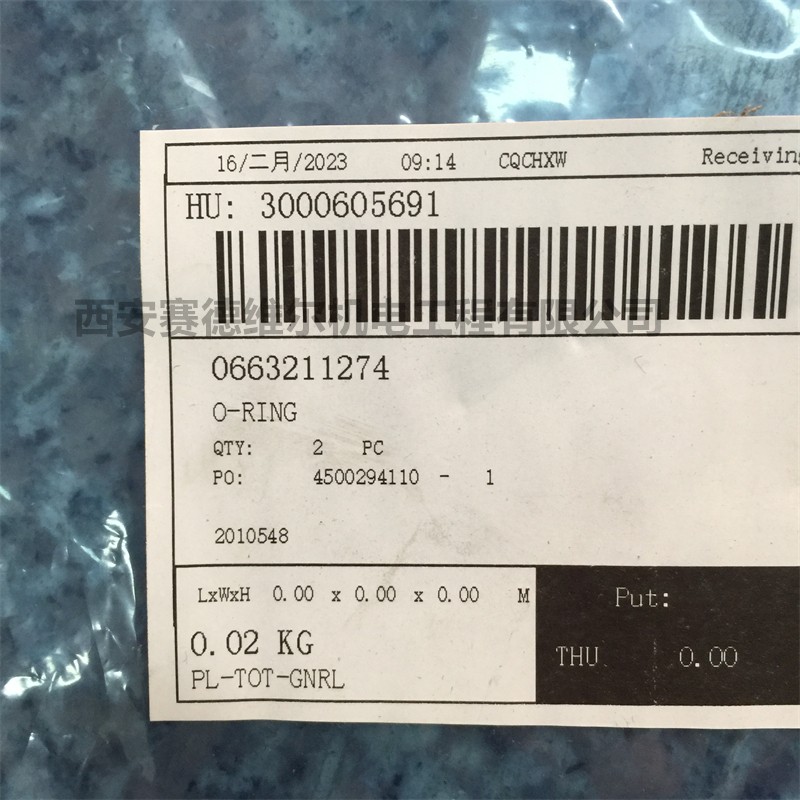 16/二月/2023 09:14 CQCHXW Receiving
HU: 3000605691
西安赛德维尔机电工程有限公司
0663211274
O-RING
QTY: 2 PC
PO: 4500294110 - 1
2010548
LxWxH 0.00 x 0.00 x 0.00 M
Put:
0.02 KG
THU 0.00
PL-TOT-GNRL